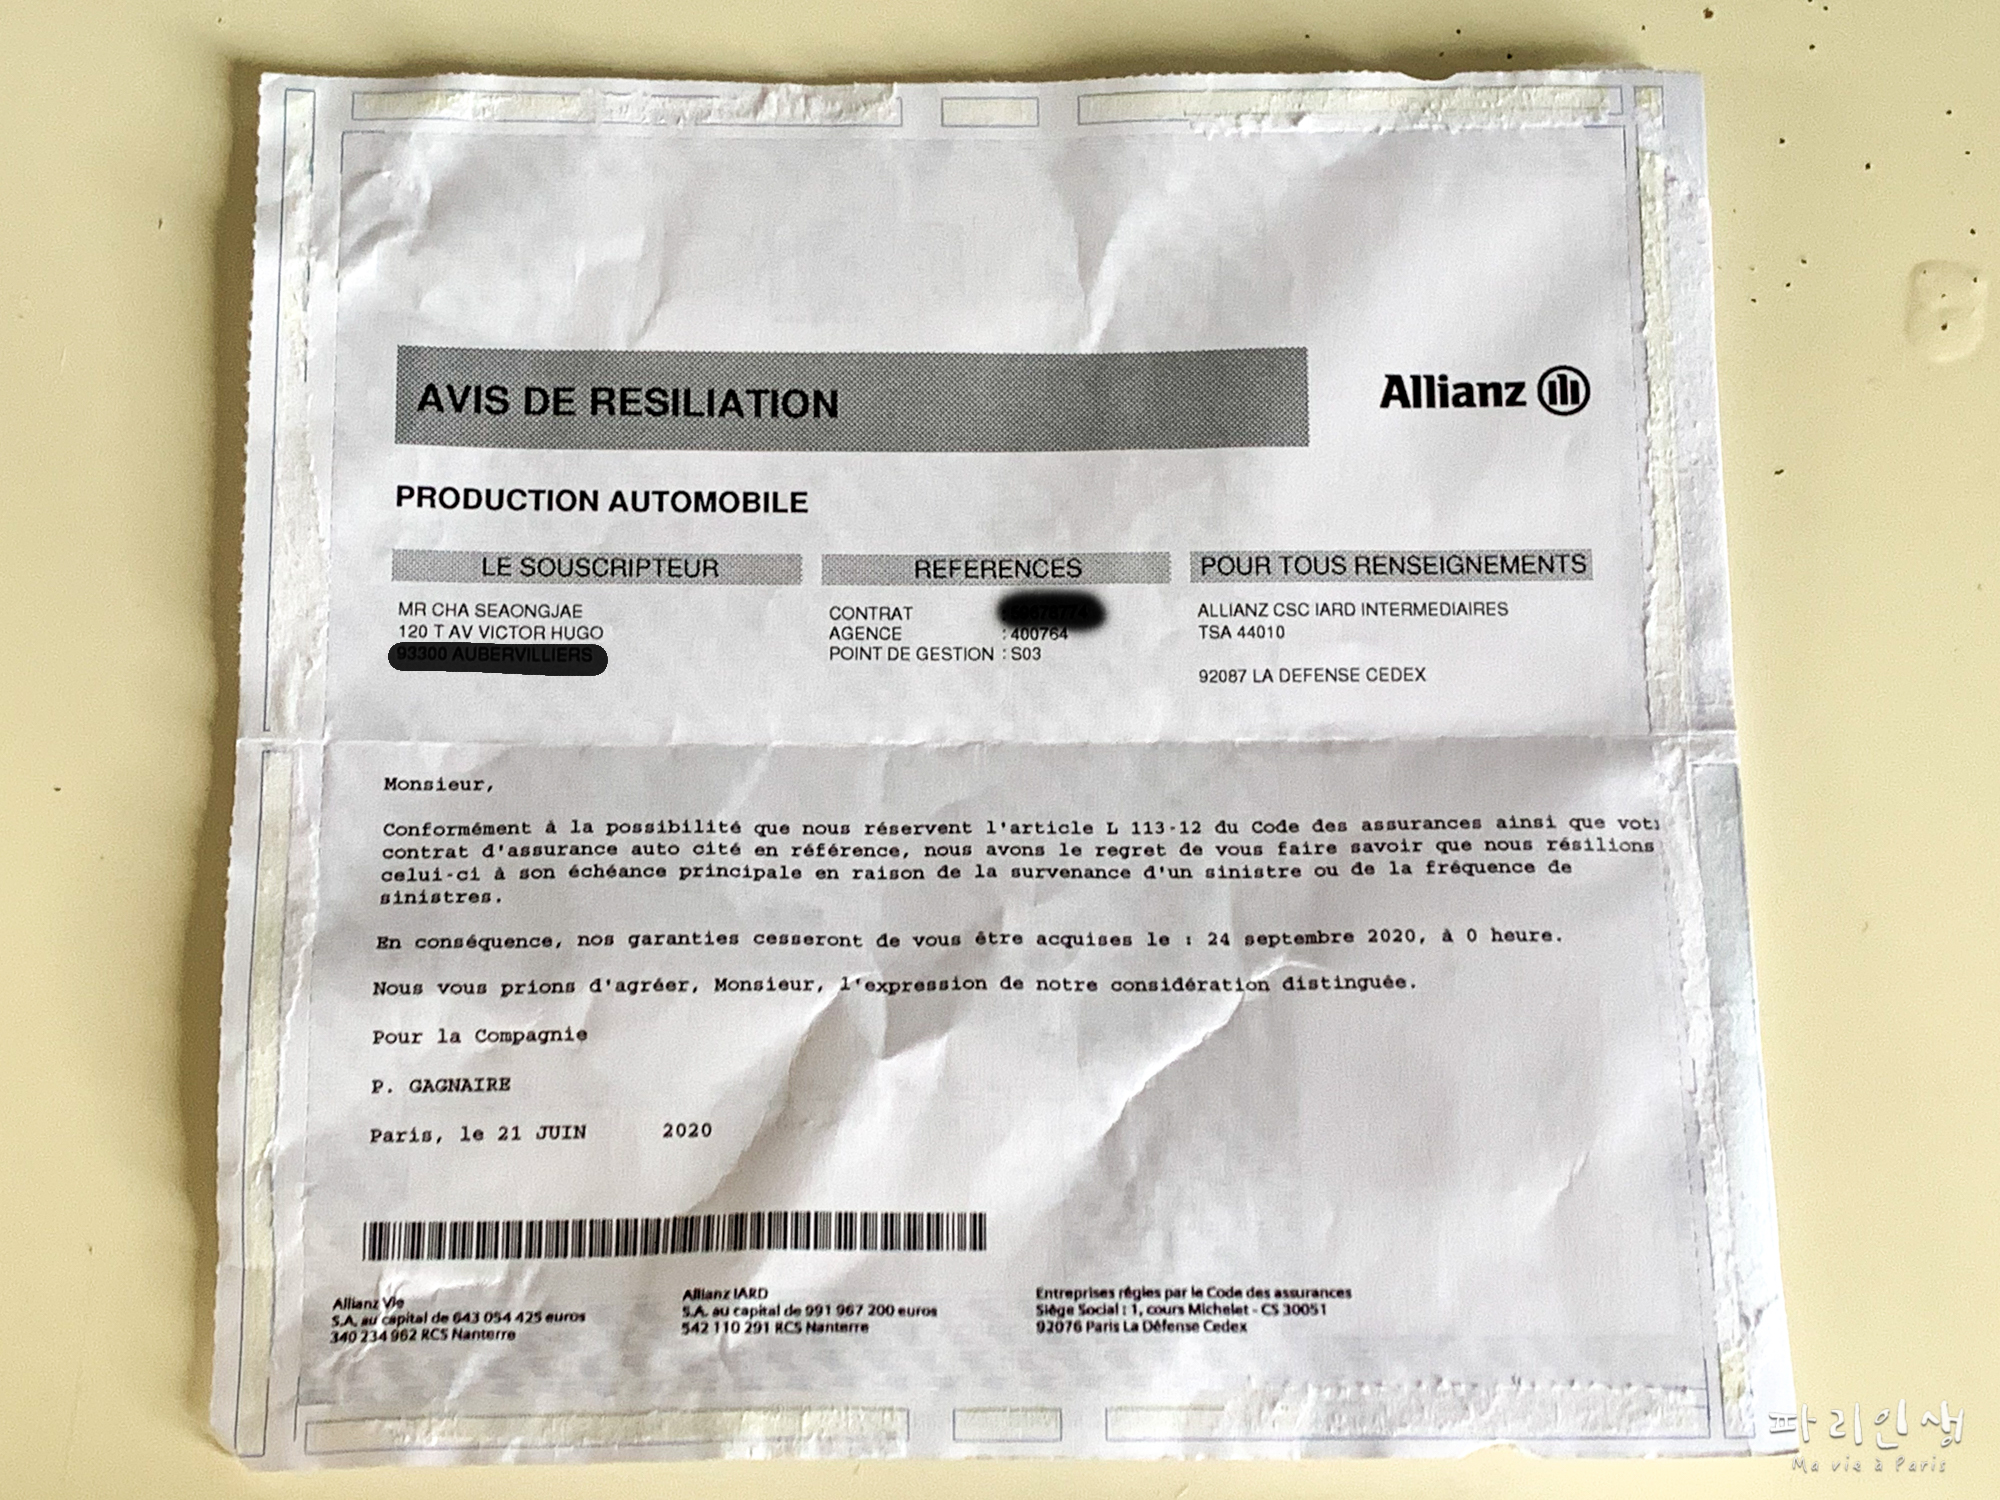 AVIS DE RESILIATION
Allianz
PRODUCTION AUTOMOBILE
LE SOUSCRIPTEUR
MR CHA SEAONGJAE
120 T AV VICTOR HUGO
93300 AUBERVILLIERS
REFERENCES
CONTRAT
AGENCE : 400764
POINT DE GESTION : S03
POUR TOUS RENSEIGNEMENTS
ALLIANZ CSC IARD INTERMEDIAIRES
TSA 44010
92087 LA DEFENSE CEDEX
Monsieur,
Conformément à la possibilité que nous réservent l'article L 113-12 du Code des assurances ainsi que
contrat d'assurance auto cité en référence, nous avons le regret de vous faire savoir que nous résilions
celui-ci à son échéance principale en raison de la survenance d'un sinistre ou de la fréquence de
sinistres.
En conséquence, nos garanties cesseront de vous être acquises le : 24 septembre 2020, à 0 heure.
Nous vous prions d'agréer, Monsieur, l'expression de notre considération distinguée.
Pour la Compagnie
P. GAGNAIRE
Paris, le 21 JUIN 2020
Allianz Vie
S.A. au capital de 643 054 425 euros
340 234 962 RCS Nanterre
Allianz IARD
S.A. au capital de 991 967 200 euros
542 110 291 RCS Nanterre
Entreprises régies par le Code des assurances
Siège Social : 1, cours Michelet - CS 30051
92076 Paris La Défense Cedex
파리인생
Ma vie à Paris